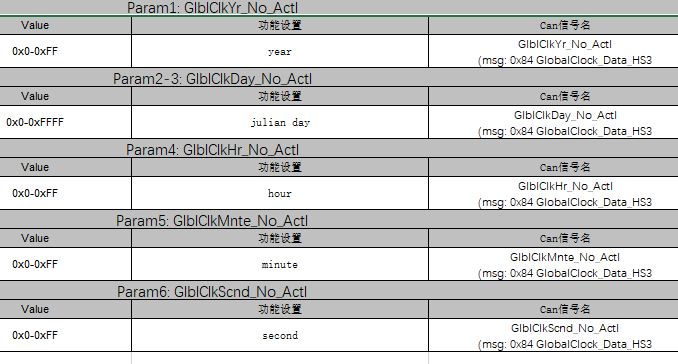 Param1: GlblClkYr_No_Actl
Value 功能设置 Can信号名
0x0-0xFF year GlblClkYr_No_Actl
(msg: 0x84 GlobalClock_Data_HS3
Param2-3: GlblClkDay_No_Actl
Value 功能设置 Can信号名
0x0-0xFFFF julian day GlblClkDay_No_Actl
(msg: 0x84 GlobalClock_Data_HS3
Param4: GlblClkHr_No_Actl
Value 功能设置 Can信号名
0x0-0xFF hour GlblClkHr_No_Actl
(msg: 0x84 GlobalClock_Data_HS3
Param5: GlblClkMnte_No_Actl
Value 功能设置 Can信号名
0x0-0xFF minute GlblClkMnte_No_Actl
(msg: 0x84 GlobalClock_Data_HS3
Param6: GlblClkScnd_No_Actl
Value 功能设置 Can信号名
0x0-0xFF second GlblClkScnd_No_Actl
(msg: 0x84 GlobalClock_Data_HS3